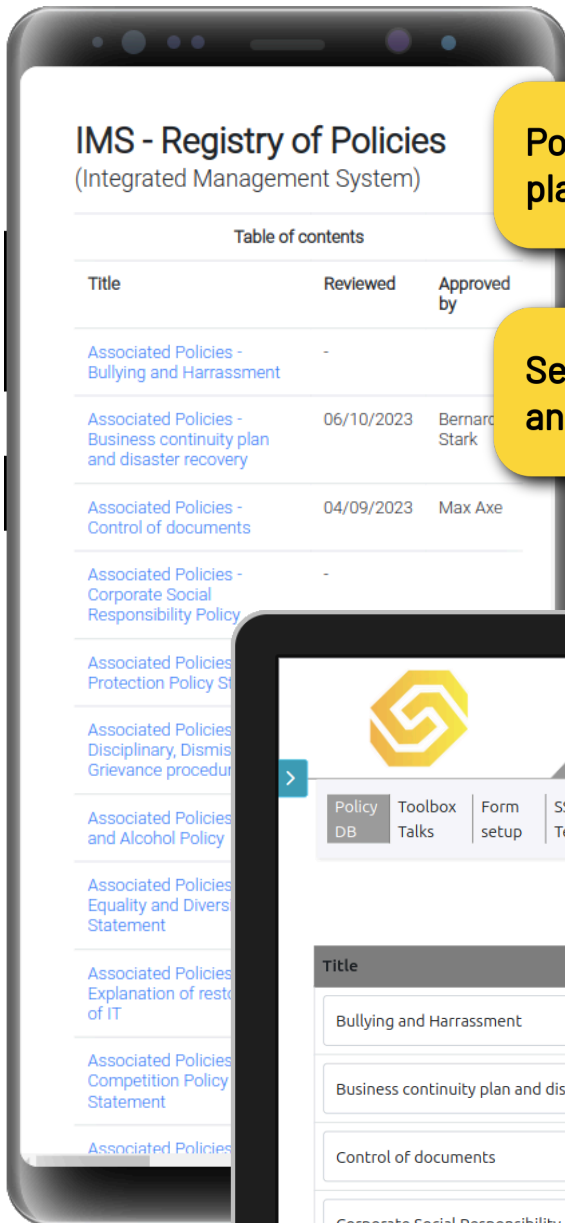 IMS - Registry of Policies
(Integrated Management System)
Table of contents
Title Reviewed Approved
by
Associated Policies - -
Bullying and Harrassment
Associated Policies - 06/10/2023
Business continuity plan Stark
and disaster recovery
Associated Policies - 04/09/2023 Max Axe
Control of documents
Associated Policies - -
Corporate Social
Responsibility Policy
Associated Policies
Protection Policy
Associated Policies
Disciplinary,
Grievance
Associated Policies
and Alcohol Policy
Associated Policies
Equality and
Statement
Associated Policies
Explanation of
of IT
Associated Policies
Competition Policy
Statement
Associated Policies
Policy Toolbox Form
DB Talks setup
Title
Bullying and Harrassment
Business continuity plan and
Control of documents
Corporate Social Responsibility